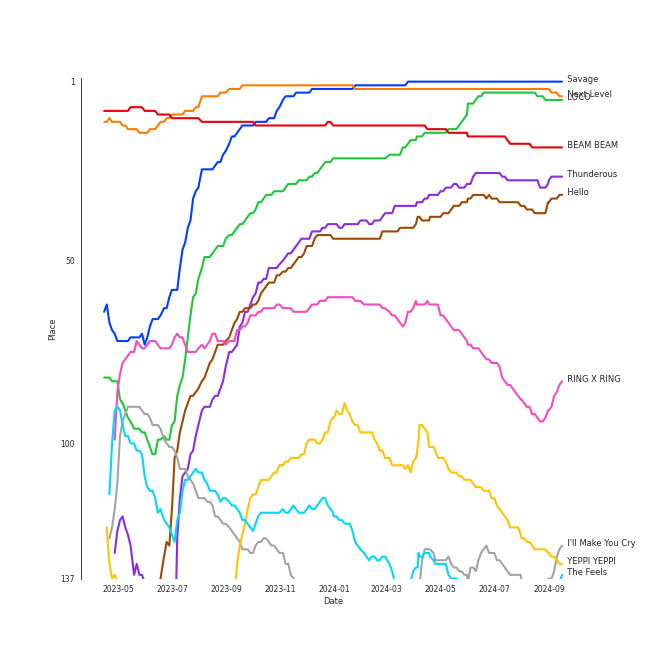 1
Savage
Next Level
LOCO
BEAM BEAM
Thunderous
Hello
50
Place
RING X RING
100
I'll Make You Cry
YEPPI YEPPI
The Feels
137
2023-05 2023-07 2023-09 2023-11 2024-01 2024-03 2024-05 2024-07 2024-09
Date